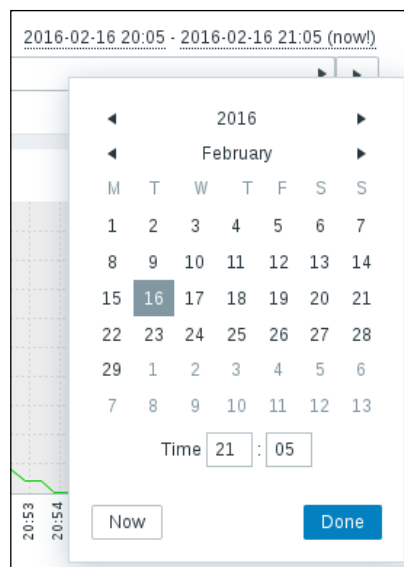 2016-02-16 20:05 - 2016-02-16 21:05 (now!)
2016
February
M T W T F S S
1 2 3 4 5 6 7
8 9 10 11 12 13 14
15 16 17 18 19 20 21
22 23 24 25 26 27 28
29 1 2 3 4 5 6
7 8 9 10 11 12 13
Time 21 : 05
20:53
20:54
Now Done